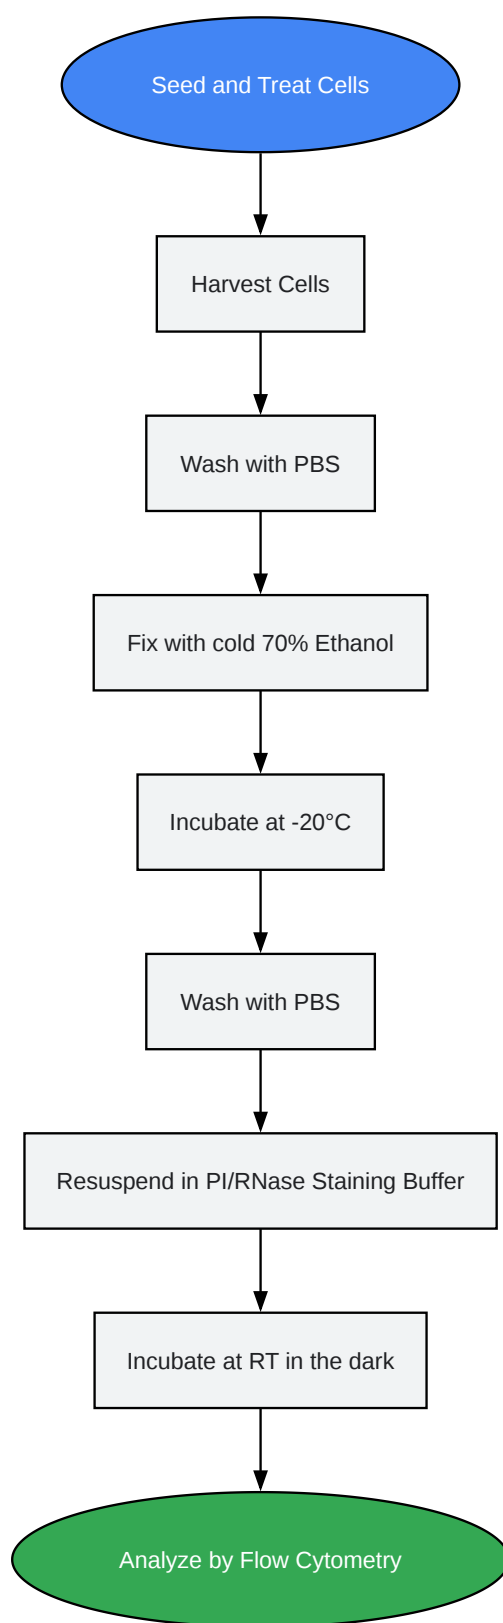 Seed and Treat Cells
Harvest Cells
Wash with PBS
Fix with cold 70% Ethanol
Incubate at -20°C
Wash with PBS
Resuspend in PI/RNase Staining Buffer
Incubate at RT in the dark
Analyze by Flow Cytometry